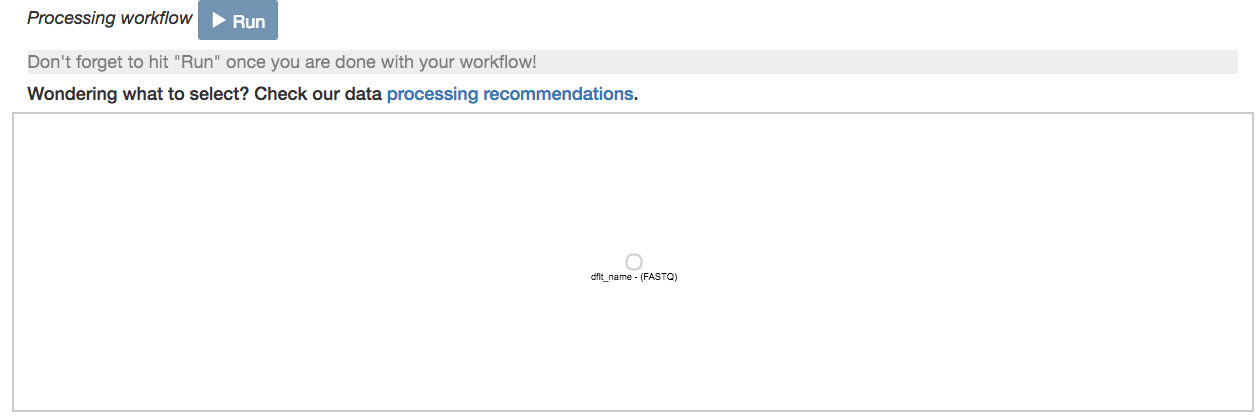 Processing workflow Run
Don't forget to hit "Run" once you are done with your workflow!
Wondering what to select? Check our data processing recommendations.
dflt_name - (FASTQ)